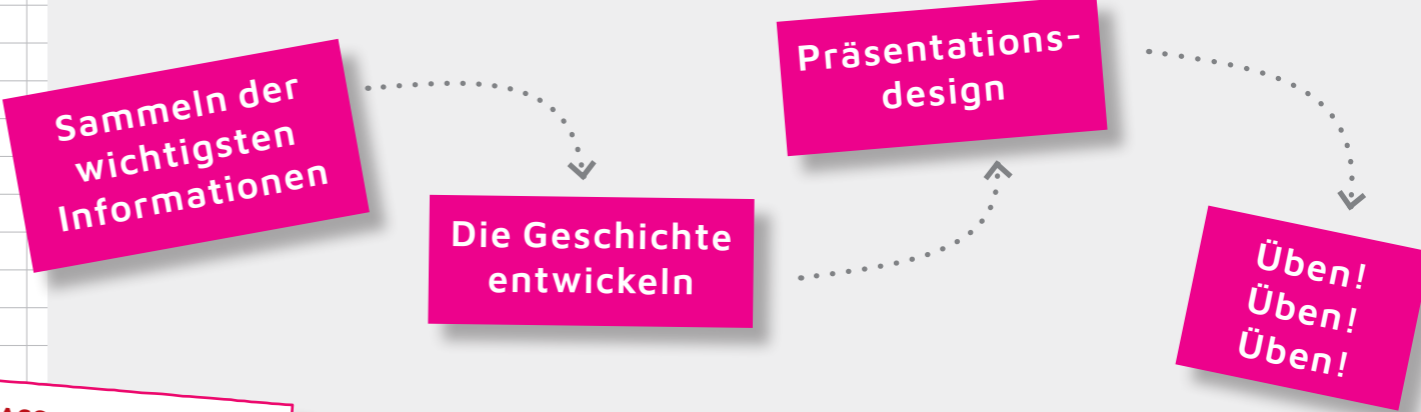 Sammeln der
wichtigsten
Informationen
Die Geschichte
entwickeln
Präsentations-
design
Üben!
Üben!
Üben!